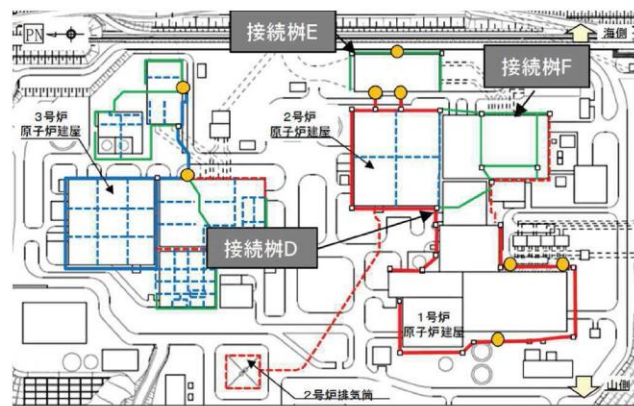 接続桝E
海側
PN
接続桝F
3号炉
原子炉建屋
2号炉
原子炉建屋
接続桝D
1号炉
原子炉建屋
2号炉排気筒
山側